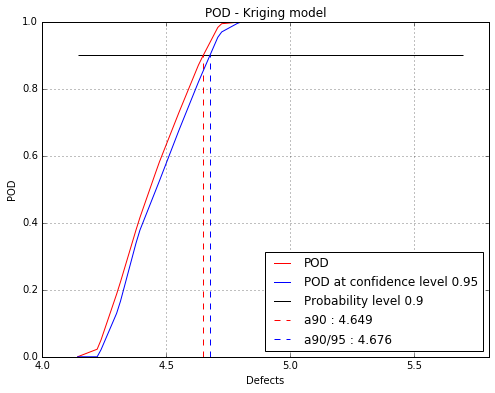 POD - Kriging model
1.0
0.8
0.6
0.4
0.2
0.0
POD
4.0
4.5
5.0
5.5
Defects
POD
POD at confidence level 0.95
Probability level 0.9
a90 : 4.649
a90/95 : 4.676